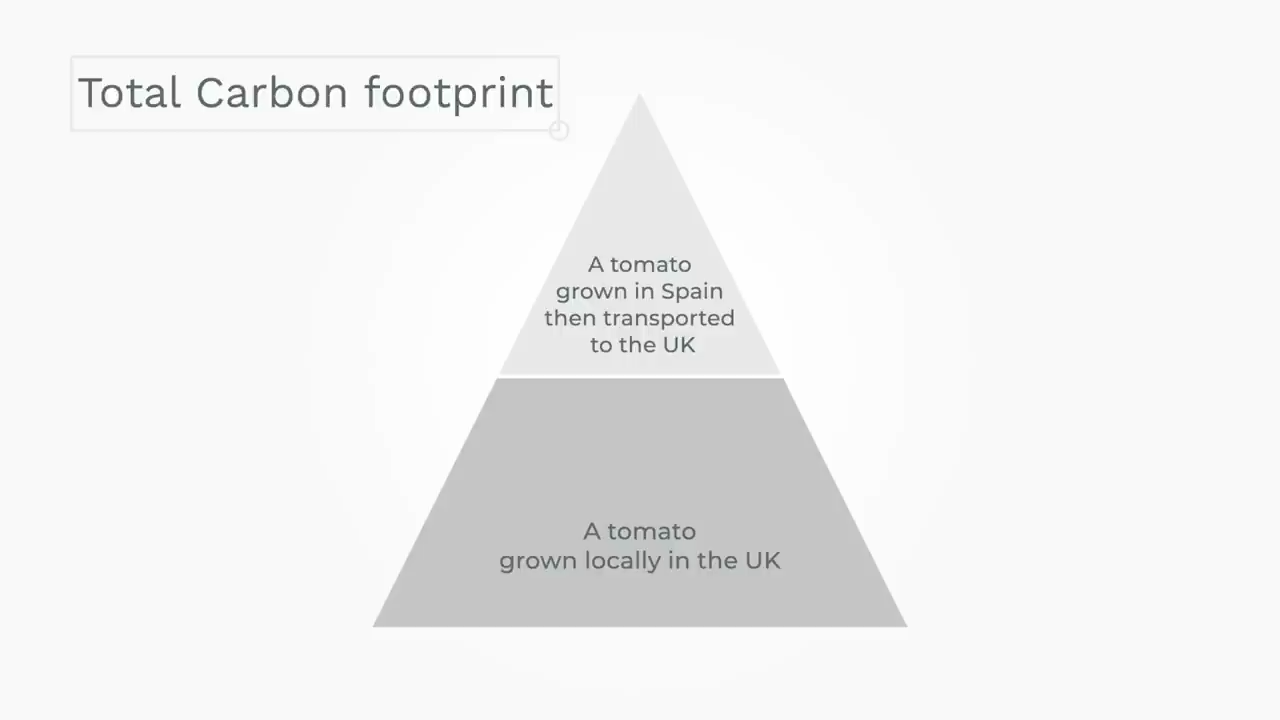 Total Carbon footprint
A tomato
grown in Spain
then transported
to the UK
A tomato
grown locally in the UK